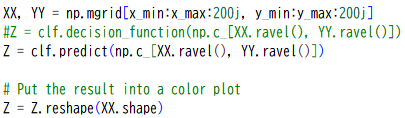 XX, YY = np.mgrid[x_min:x_max:200j, y_min:y_max:200j]
#Z = clf.decision_function(np.c_[XX.ravel(), YY.ravel()])
Z = clf.predict(np.c_[XX.ravel(), YY.ravel()])

# Put the result into a color plot
Z = Z.reshape(XX.shape)